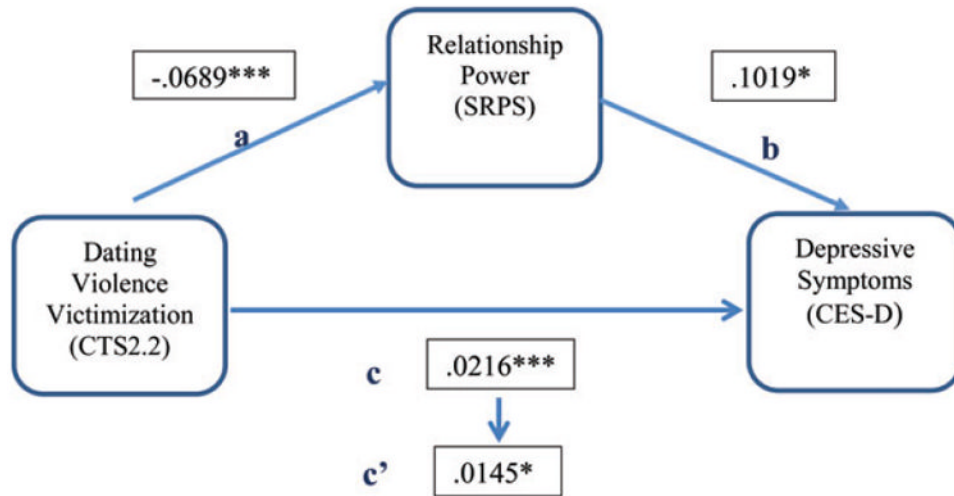 Relationship
Power
(SRPS)
-.0689***
.1019*
a
b
Dating
Violence
Victimization
(CTS2.2)
Depressive
Symptoms
(CES-D)
c
.0216***
c’
.0145*